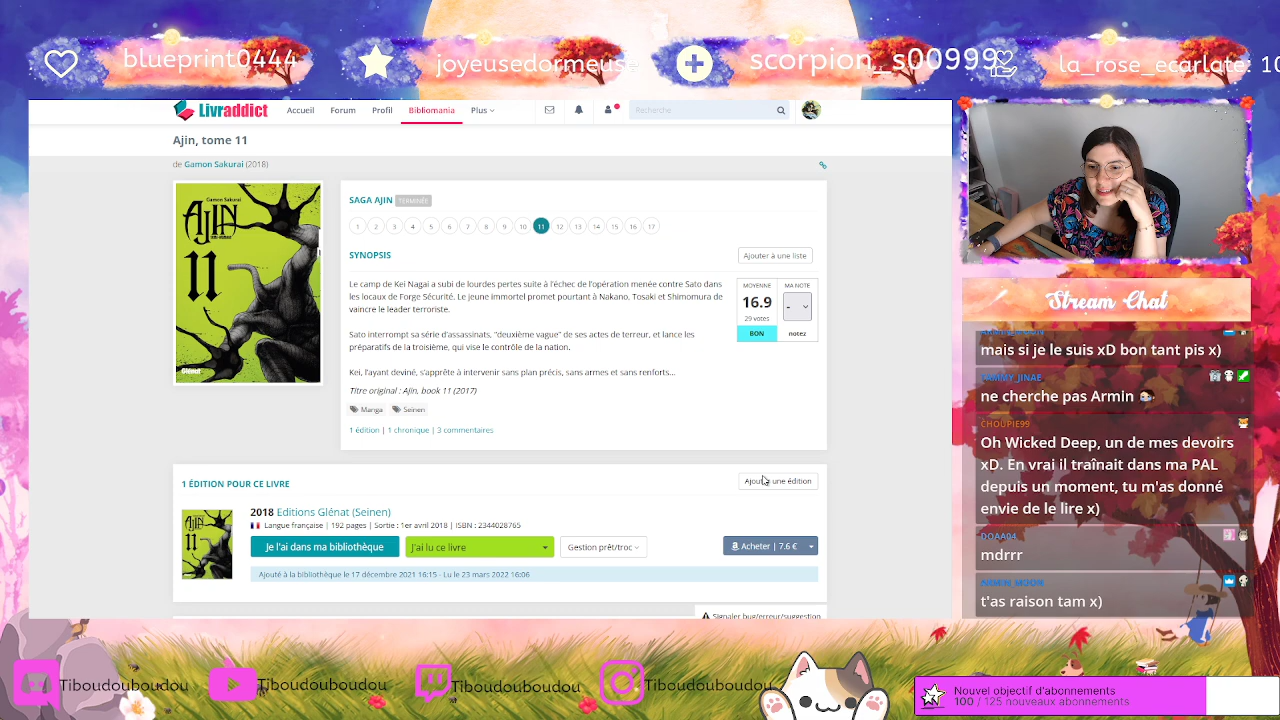 blueprint0444
joyeusedormeuse
scorpion_s00999
la_rose_ecarlate: 10
Livraddict
Accueil
Forum
Profil
Bibliomania
Plus
Recherche
Ajin, tome 11
de Gamon Sakurai (2018)
Gamon Sakurai
AJIN
11
Glénat
SAGA AJIN TERMINÉE
1 2 3 4 5 6 7 8 9 10 11 12 13 14 15 16 17
SYNOPSIS
Ajouter à une liste
Le camp de Kei Nagai a subi de lourdes pertes suite à l'échec de l'opération menée contre Sato dans
les locaux de Forge Sécurité. Le jeune immortel promet pourtant à Nakano, Tosaki et Shimomura de
vaincre le leader terroriste.
Sato interrompt sa série d'assassinats, "deuxième vague" de ses actes de terreur, et lance les
préparatifs de la troisième, qui vise le contrôle de la nation.
Kei, l'ayant deviné, s'apprête à intervenir sans plan précis, sans armes et sans renforts...
Titre original : Ajin, book 11 (2017)
Manga
Seinen
1 édition | 1 chronique | 3 commentaires
MOYENNE
MA NOTE
16.9
-
29 votes
BON
notez
1 ÉDITION POUR CE LIVRE
Ajouter une édition
AJIN
11
2018 Editions Glénat (Seinen)
Langue française | 192 pages | Sortie : 1er avril 2018 | ISBN : 2344028765
Je l'ai dans ma bibliothèque
J'ai lu ce livre
Gestion prêt/troc
Acheter | 7.6 €
Ajouté à la bibliothèque le 17 décembre 2021 16:15 - Lu le 23 mars 2022 16:06
Signaler bug/erreur/suggestion
Stream Chat
mais si je le suis xD bon tant pis x)
TAMMY_JINAE
ne cherche pas Armin
CHOUPIE99
Oh Wicked Deep, un de mes devoirs
xD. En vrai il traînait dans ma PAL
depuis un moment, tu m'as donné
envie de le lire x)
DOAA04
mdrrr
ARMIN_MOON
t'as raison tam x)
Tiboudouboudou
Tiboudouboudou
Tiboudouboudou
Tiboudouboudou
Nouvel objectif d'abonnements
100 / 125 nouveaux abonnements